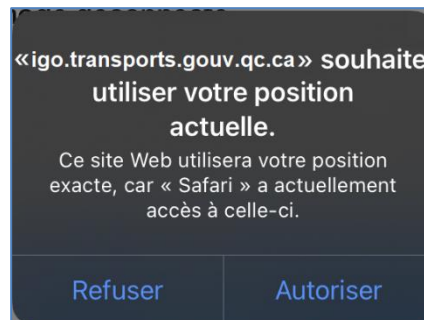 «igo.transports.gouv.qc.ca» souhaite
utiliser votre position
actuelle.
Ce site Web utilisera votre position
exacte, car « Safari » a actuellement
accès à celle-ci.
Refuser
Autoriser